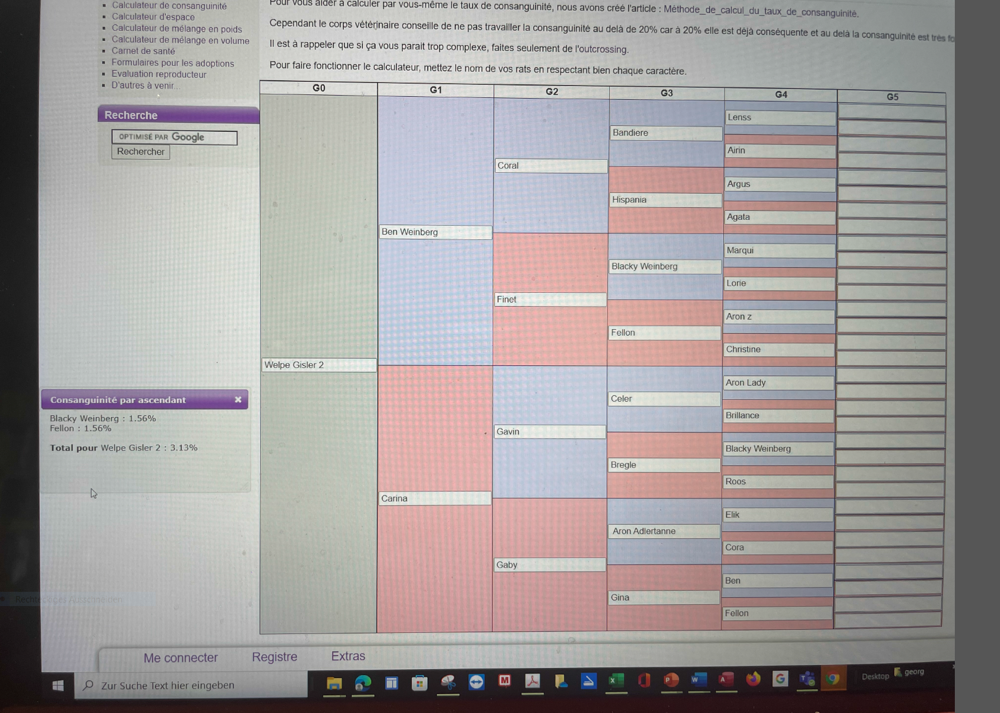 Calculateur de consanguinité
Calculateur d'espace
Calculateur de mélange en poids
Calculateur de mélange en volume
Carnet de santé
Formulaires pour les adoptions
Evaluation reproducteur
D'autres à venir...
Recherche
OPTIMISÉ PAR Google
Rechercher
Pour vous aider à calculer par vous-même le taux de consanguinité, nous avons créé l'article : Méthode_de_calcul_du_taux_de_consanguinité.
Cependant le corps vétérinaire conseille de ne pas travailler la consanguinité au delà de 20% car à 20% elle est déjà conséquente et au delà la consanguinité est très
Il est à rappeler que si ça vous parait trop complexe, faites seulement de l'outcrossing.
Pour faire fonctionner le calculateur, mettez le nom de vos rats en respectant bien chaque caractère.
G0 G1 G2 G3 G4 G5
Welpe Gisler 2
Ben Weinberg
Carina
Coral
Finet
Gavin
Gaby
Bandiere
Hispania
Blacky Weinberg
Fellon
Celer
Bregle
Aron Adlertanne
Gina
Lenss
Airin
Argus
Agata
Marqui
Lorie
Aron z
Christine
Aron Lady
Brillance
Blacky Weinberg
Roos
Elik
Cora
Ben
Fellon
Consanguinité par ascendant ×
Blacky Weinberg : 1.56%
Fellon : 1.56%
Total pour Welpe Gisler 2 : 3.13%
Rechteckiges Ausschneiden
Me connecter Registre Extras
Zur Suche Text hier eingeben
Desktop
georg